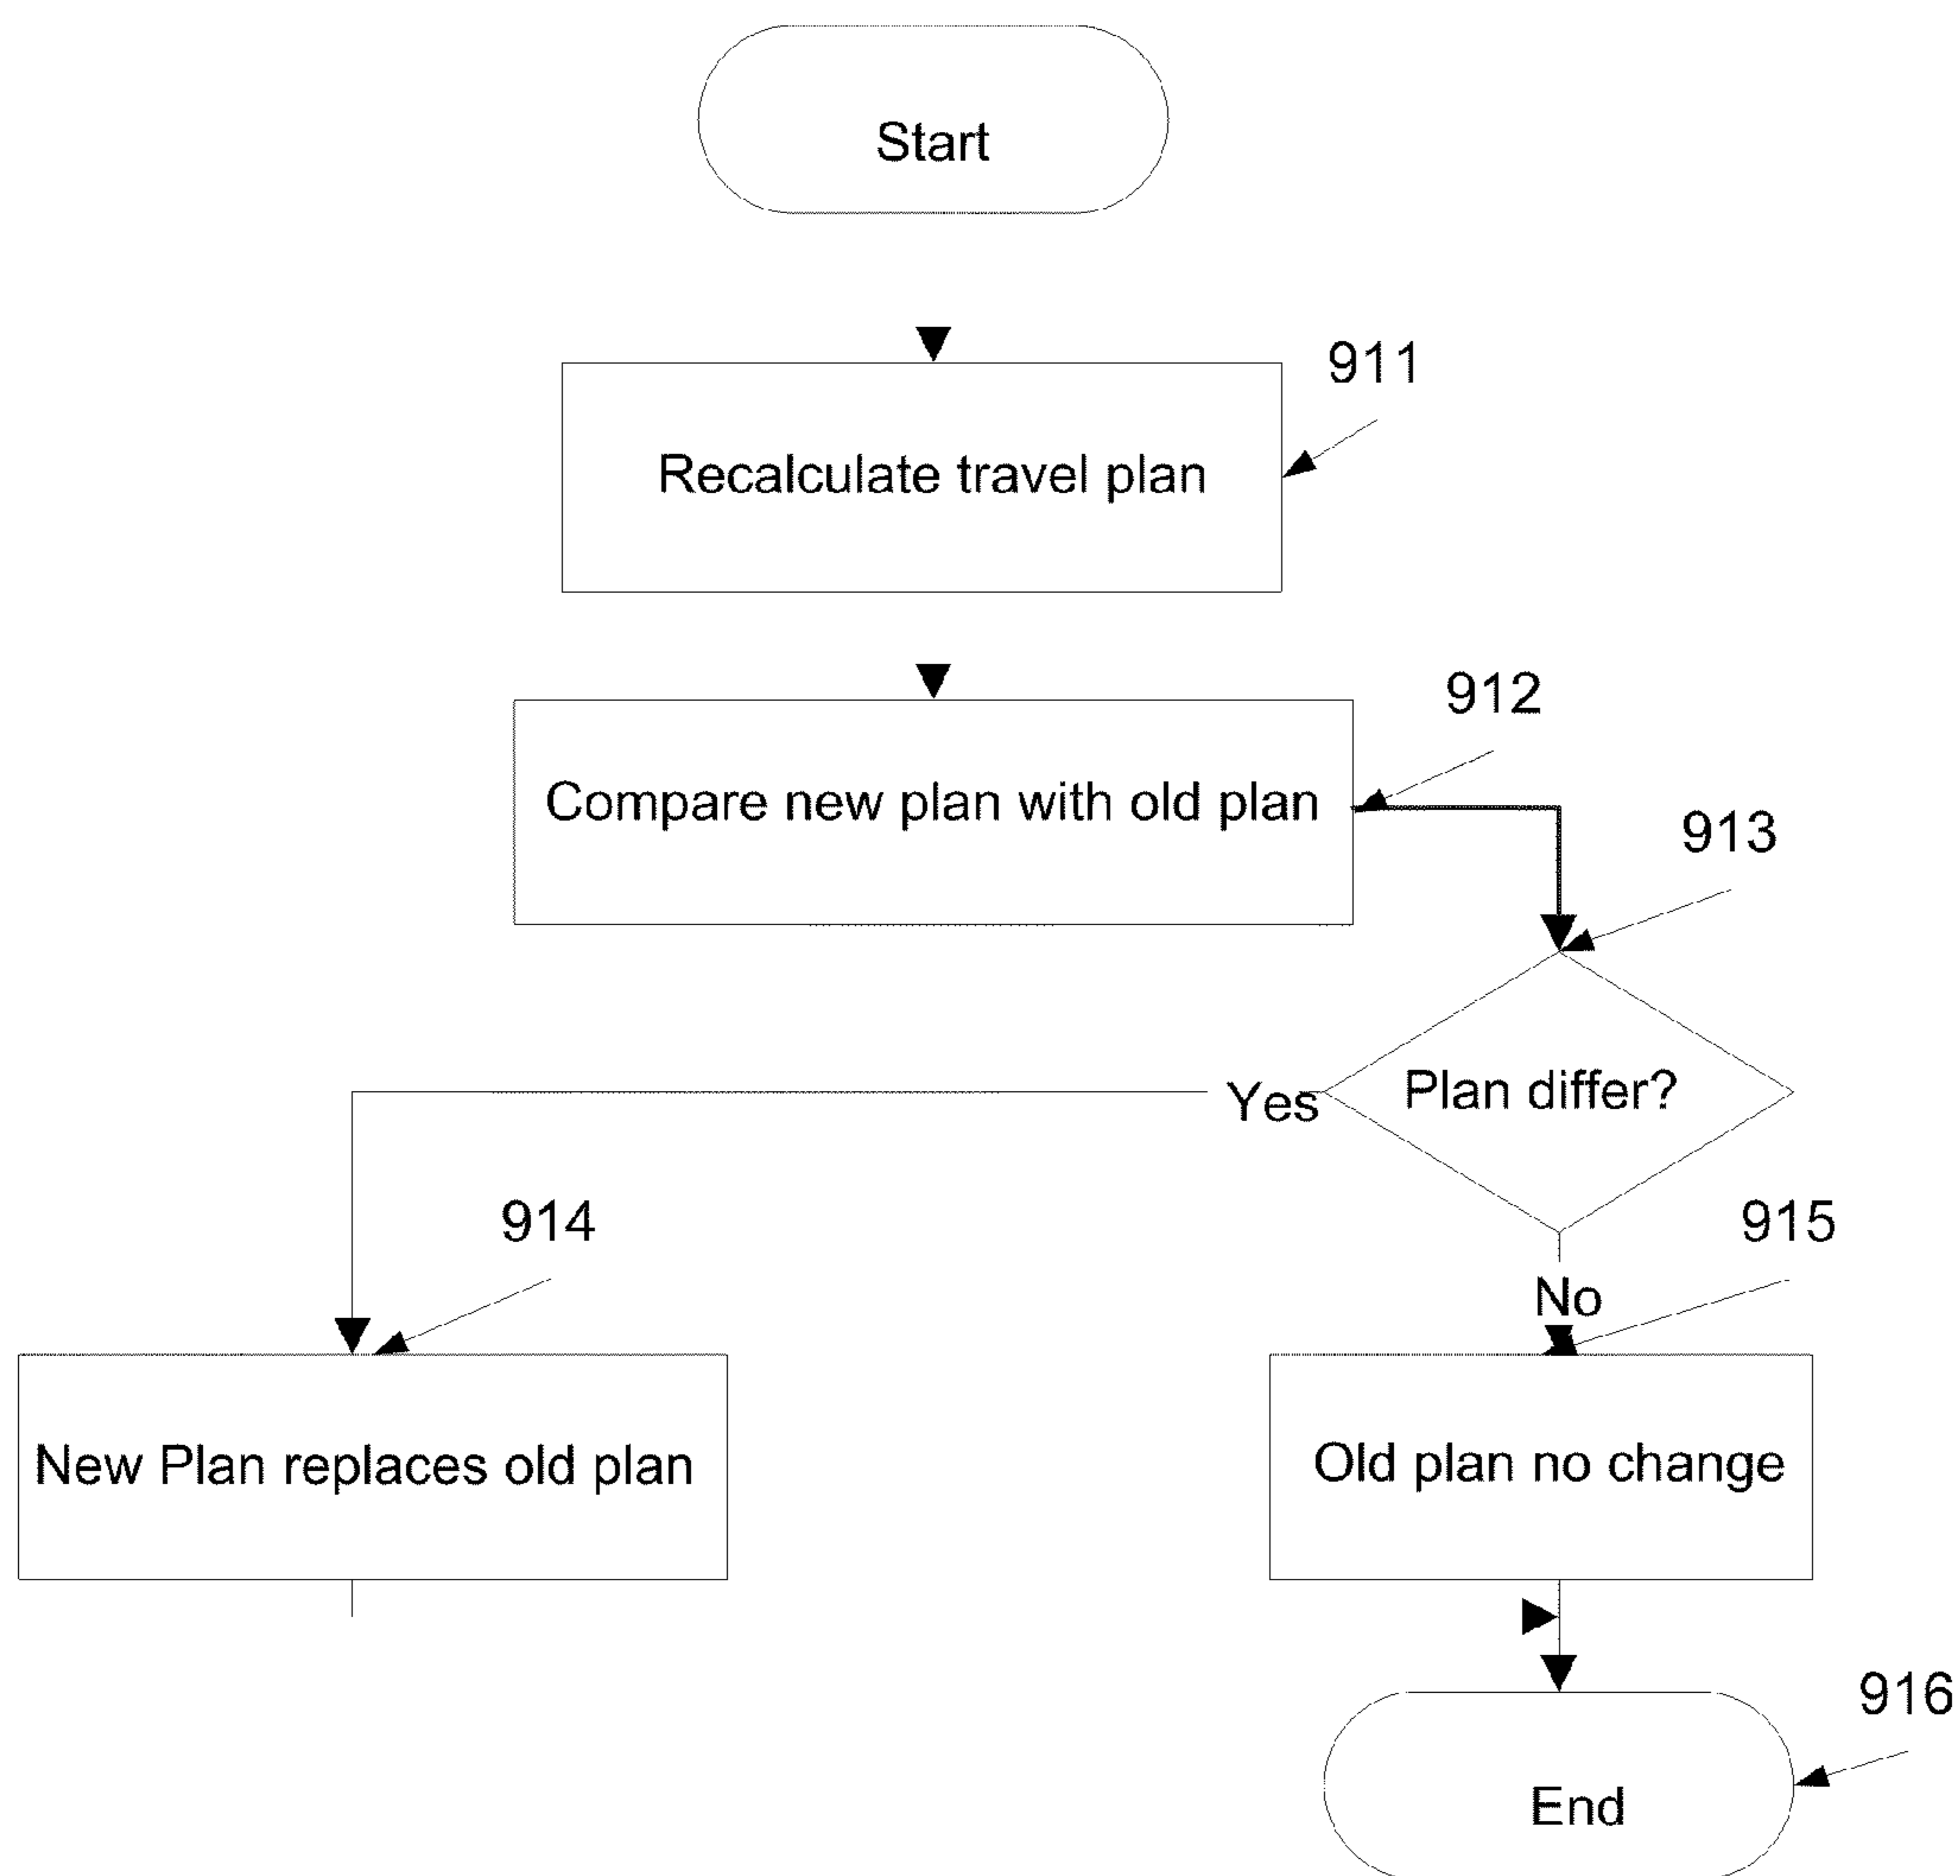 Start
911
Recalculate travel plan
912
Compare new plan with old plan
913
Plan differ?
Yes
914
915
No
New Plan replaces old plan
Old plan no change
916
End